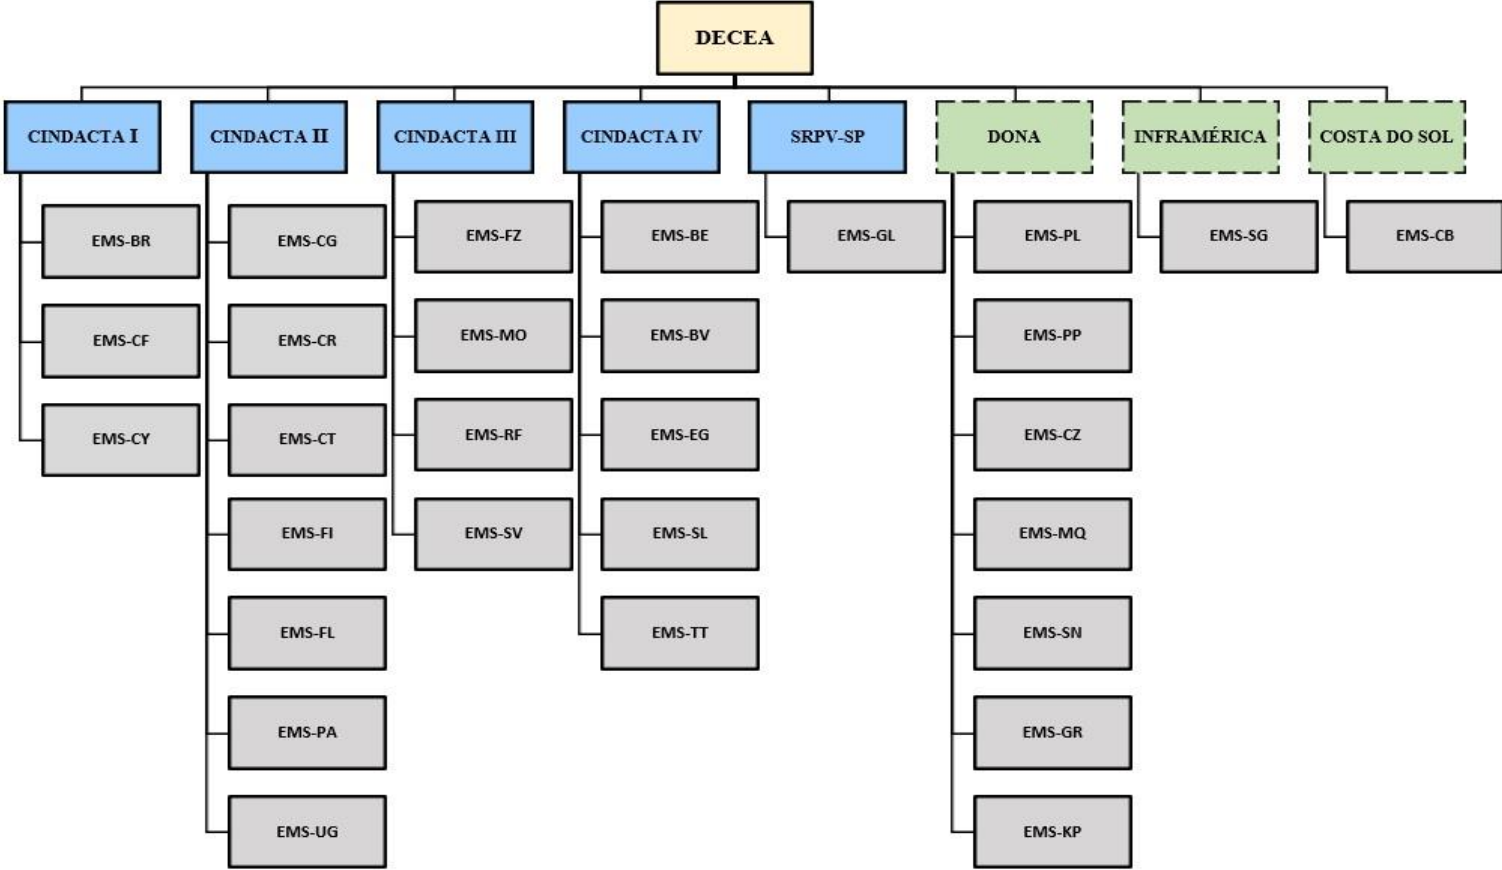 DECEA
CINDACTA I
CINDACTA II
CINDACTA III
CINDACTA IV
SRPV-SP
DONA
INFRAMÉRICA
COSTA DO SOL
EMS-BR
EMS-CF
EMS-CY
EMS-CG
EMS-CR
EMS-CT
EMS-FI
EMS-FL
EMS-PA
EMS-UG
EMS-FZ
EMS-MO
EMS-RF
EMS-SV
EMS-BE
EMS-BV
EMS-EG
EMS-SL
EMS-TT
EMS-GL
EMS-PL
EMS-PP
EMS-CZ
EMS-MQ
EMS-SN
EMS-GR
EMS-KP
EMS-SG
EMS-CB